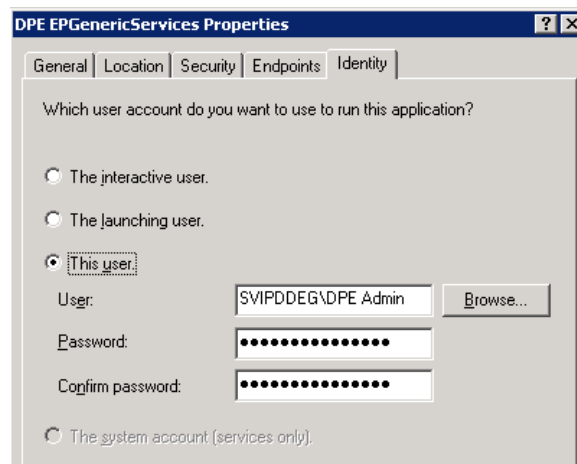 DPE EPGenericServices Properties
General Location Security Endpoints Identity
Which user account do you want to use to run this application?
The interactive user.
The launching user.
This user.
User: SVIPDDEG\DPE Admin Browse...
Password: ●●●●●●●●●●●●●●●
Confirm password: ●●●●●●●●●●●●●●●
The system account (services only).